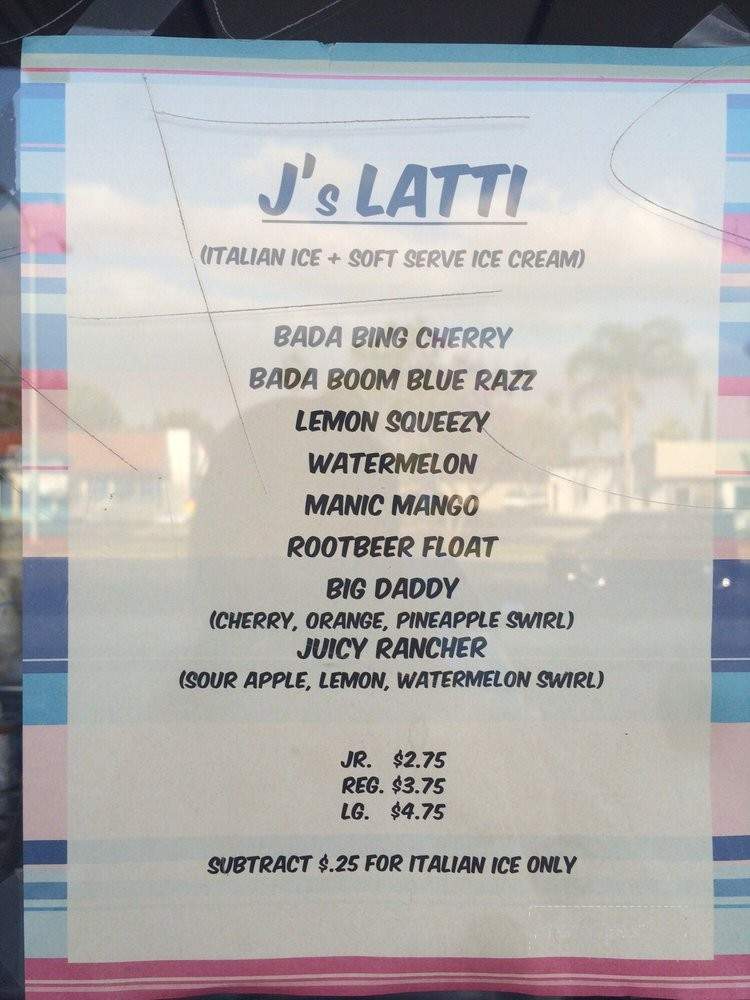 J's LATTI
(ITALIAN ICE + SOFT SERVE ICE CREAM)
BADA BING CHERRY
BADA BOOM BLUE RAZZ
LEMON SQUEEZY
WATERMELON
MANIC MANGO
ROOTBEER FLOAT
BIG DADDY
(CHERRY, ORANGE, PINEAPPLE SWIRL)
JUICY RANCHER
(SOUR APPLE, LEMON, WATERMELON SWIRL)
JR. $2.75
REG. $3.75
LG. $4.75
SUBTRACT $.25 FOR ITALIAN ICE ONLY